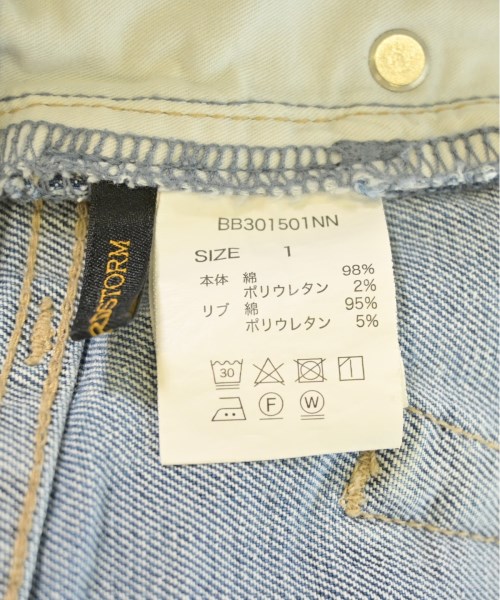 BB301501NN
SIZE 1
本体 綿 98%
ポリウレタン 2%
リブ 綿 95%
ポリウレタン 5%
30
F W
STORM